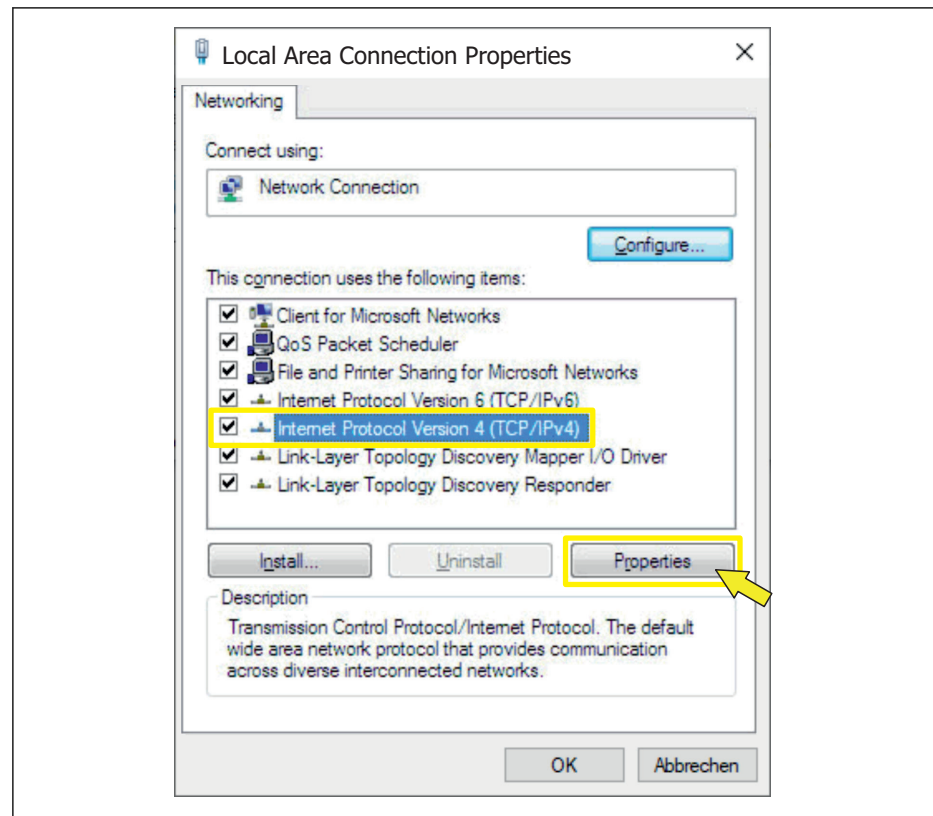 Local Area Connection Properties
Networking
Connect using:
Network Connection
Configure...
This connection uses the following items:
Client for Microsoft Networks
QoS Packet Scheduler
File and Printer Sharing for Microsoft Networks
Internet Protocol Version 6 (TCP/IPv6)
Internet Protocol Version 4 (TCP/IPv4)
Link-Layer Topology Discovery Mapper I/O Driver
Link-Layer Topology Discovery Responder
Install... Uninstall Properties
Description
Transmission Control Protocol/Internet Protocol. The default
wide area network protocol that provides communication
across diverse interconnected networks.
OK Abbrechen